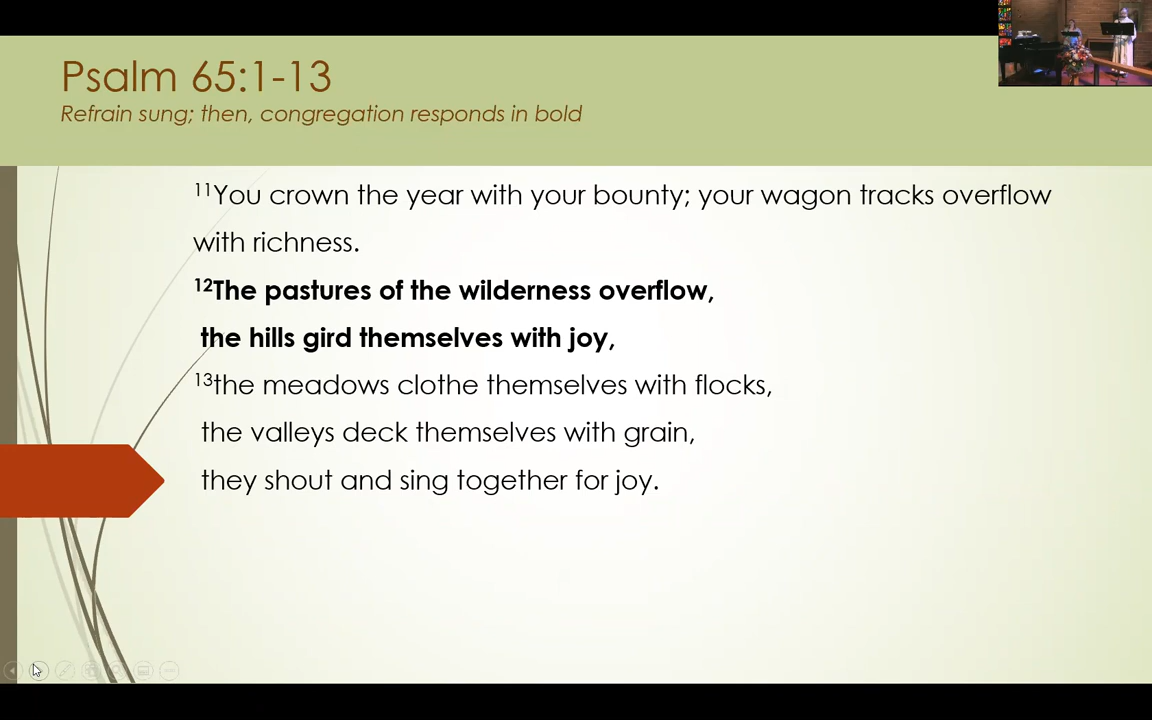 Psalm 65:1-13
Refrain sung; then, congregation responds in bold
11You crown the year with your bounty; your wagon tracks overflow
with richness.
12The pastures of the wilderness overflow,
the hills gird themselves with joy,
13the meadows clothe themselves with flocks,
the valleys deck themselves with grain,
they shout and sing together for joy.